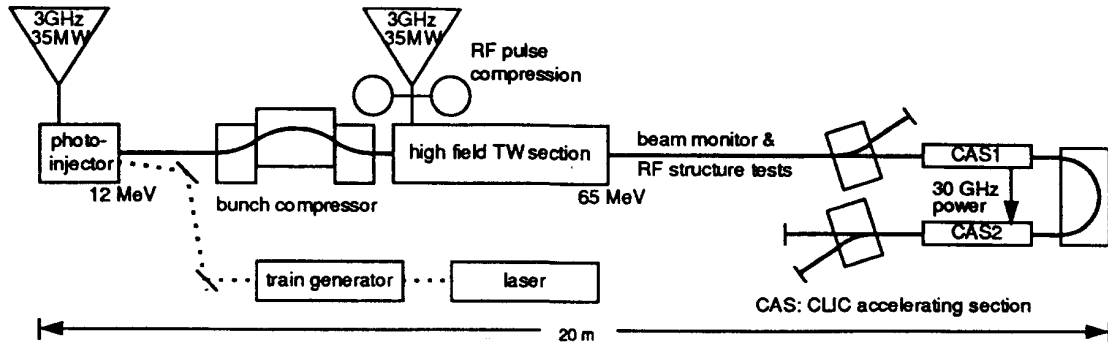 3GHz
35MW
3GHz
35MW
RF pulse
compression
photo-
injector
high field TW section
beam monitor &
RF structure tests
CAS1
12 MeV
bunch compressor
65 MeV
30 GHz
power
CAS2
train generator
laser
CAS: CLIC accelerating section
20 m